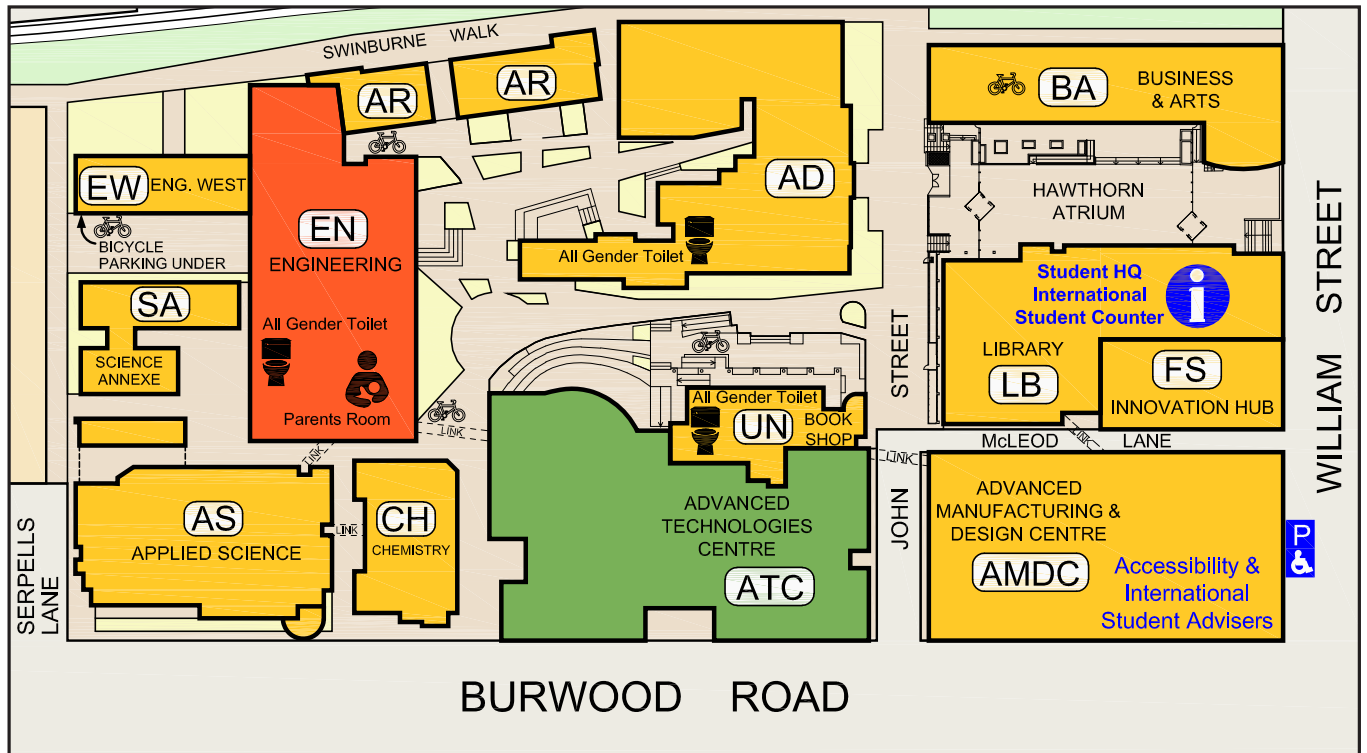 SWINBURNE WALK
AR
AR
BA
BUSINESS
& ARTS
EW
ENG. WEST
AD
HAWTHORN
ATRIUM
BICYCLE
PARKING UNDER
EN
ENGINEERING
All Gender Toilet
Student HQ
International
Student Counter
i
SA
SCIENCE
ANNEXE
All Gender Toilet
Parents Room
LIBRARY
LB
FS
INNOVATION HUB
All Gender Toilet
UN
BOOK
SHOP
LINK
LINK
LINK
LINK
LINK
McLEOD LANE
JOHN STREET
WILLIAM STREET
AS
APPLIED SCIENCE
CH
CHEMISTRY
ADVANCED
TECHNOLOGIES
CENTRE
ATC
ADVANCED
MANUFACTURING &
DESIGN CENTRE
AMDC
Accessibility &
International
Student Advisers
P
SERPELLS
LANE
BURWOOD ROAD